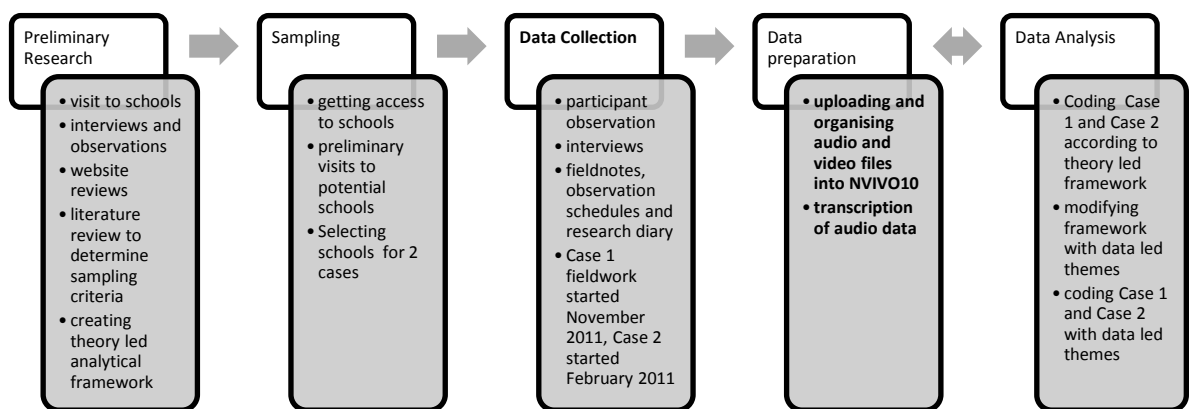 Preliminary
Research
• visit to schools
• interviews and
observations
• website
reviews
• literature
review to
determine
sampling
criteria
• creating
theory led
analytical
framework
Sampling
• getting access
to schools
• preliminary
visits to
potential
schools
• Selecting
schools for 2
cases
Data Collection
• participant
observation
• interviews
• fieldnotes,
observation
schedules and
research diary
• Case 1
fieldwork
started
November
2011, Case 2
started
February 2011
Data
preparation
• uploading and
organising
audio and
video files
into NVIVO10
• transcription
of audio data
Data Analysis
• Coding Case
1 and Case 2
according to
theory led
framework
• modifying
framework
with data led
themes
• coding Case 1
and Case 2
with data led
themes